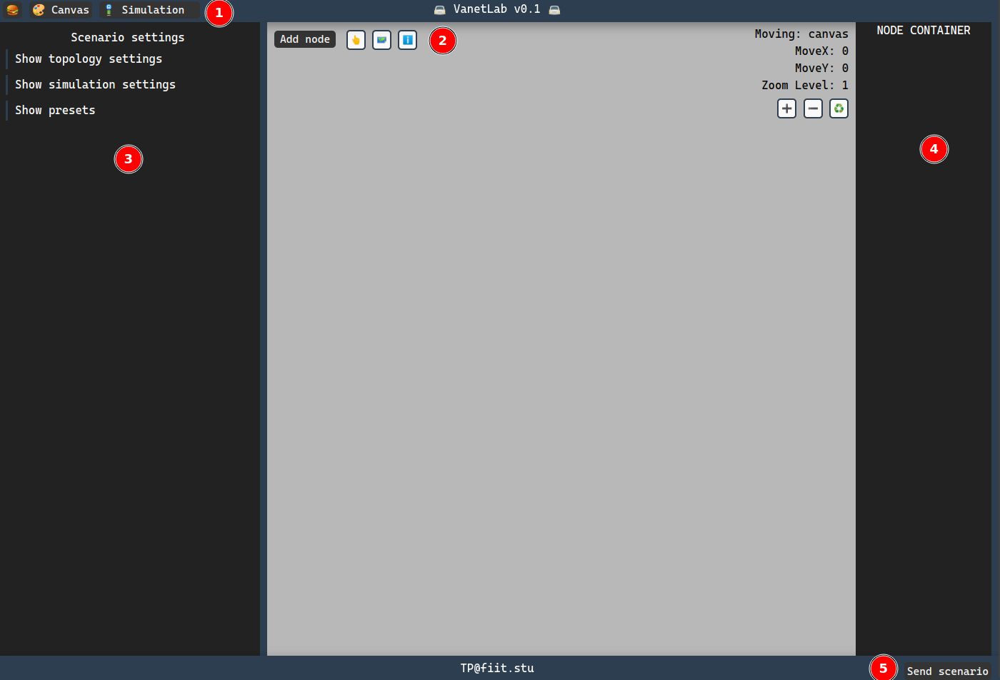 Canvas
Simulation
1
VanetLab v0.1
Scenario settings
Show topology settings
Show simulation settings
Show presets
3
Add node
2
Moving: canvas
MoveX: 0
MoveY: 0
Zoom Level: 1
NODE CONTAINER
4
TP@fiit.stu
5
Send scenario